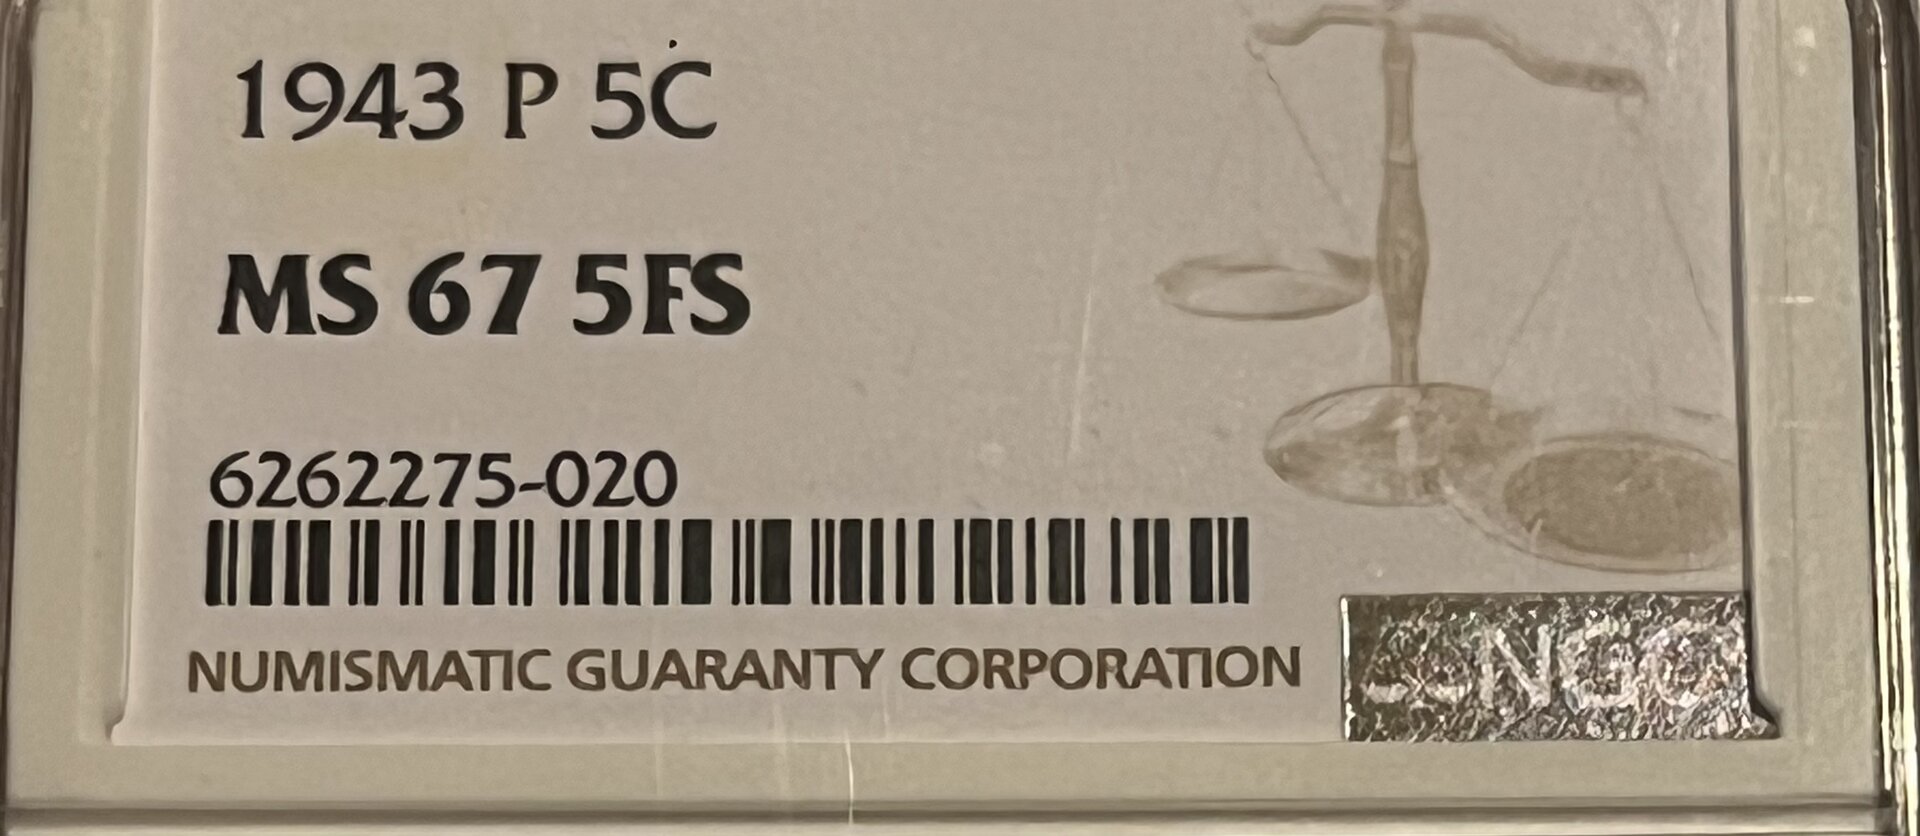 1943 P 5C
MS 67 5FS
6262275-020
NUMISMATIC GUARANTY CORPORATION
NGC